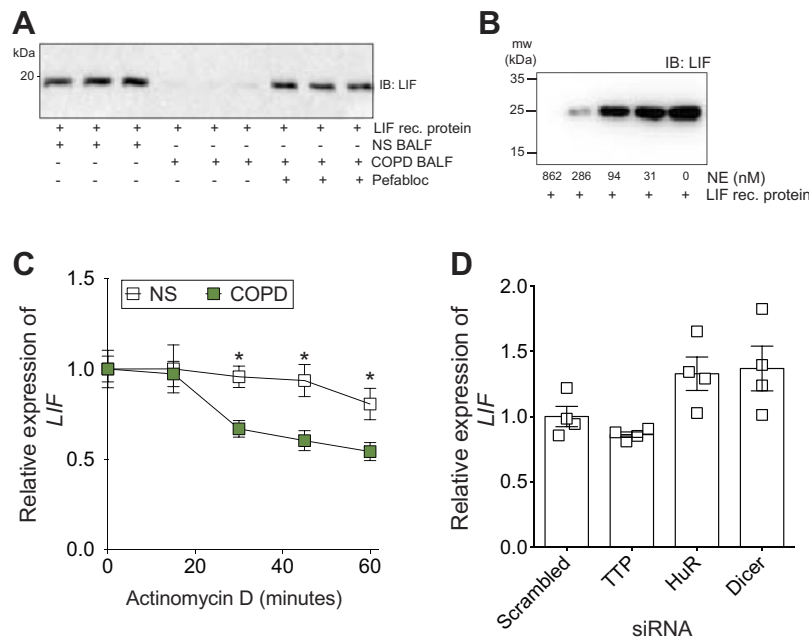 A
kDa
20
IB: LIF
+ + + + + + + + + LIF rec. protein
+ + + - - - - - - NS BALF
- - - + + + + + + COPD BALF
- - - - - - + + + Pefabloc
B
mw
(kDa)
IB: LIF
35
25
15
862 286 94 31 0 NE (nM)
+ + + + + LIF rec. protein
C
Relative expression of
LIF
1.5
1.0
0.5
0.0
NS COPD
* * *
0 20 40 60
Actinomycin D (minutes)
D
Relative expression of
LIF
2.0
1.5
1.0
0.5
0.0
Scrambled TTP HuR Dicer
siRNA